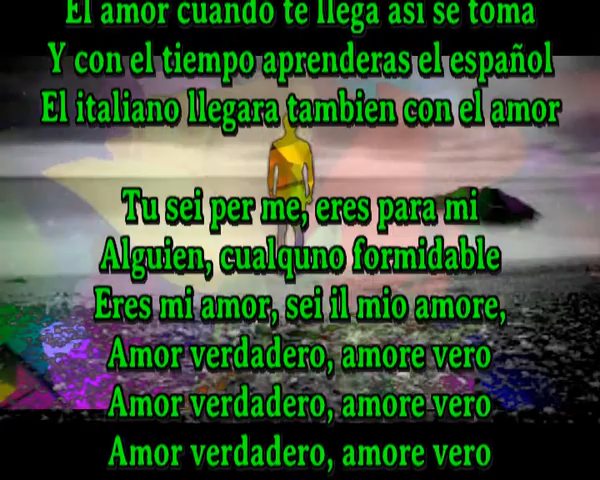 El amor cuando te llega asi se toma
Y con el tiempo aprenderas el español
El italiano llegara tambien con el amor
Tu sei per me, eres para mi
Alguien, cualquno formidable
Eres mi amor, sei il mio amore,
Amor verdadero, amore vero
Amor verdadero, amore vero
Amor verdadero, amore vero